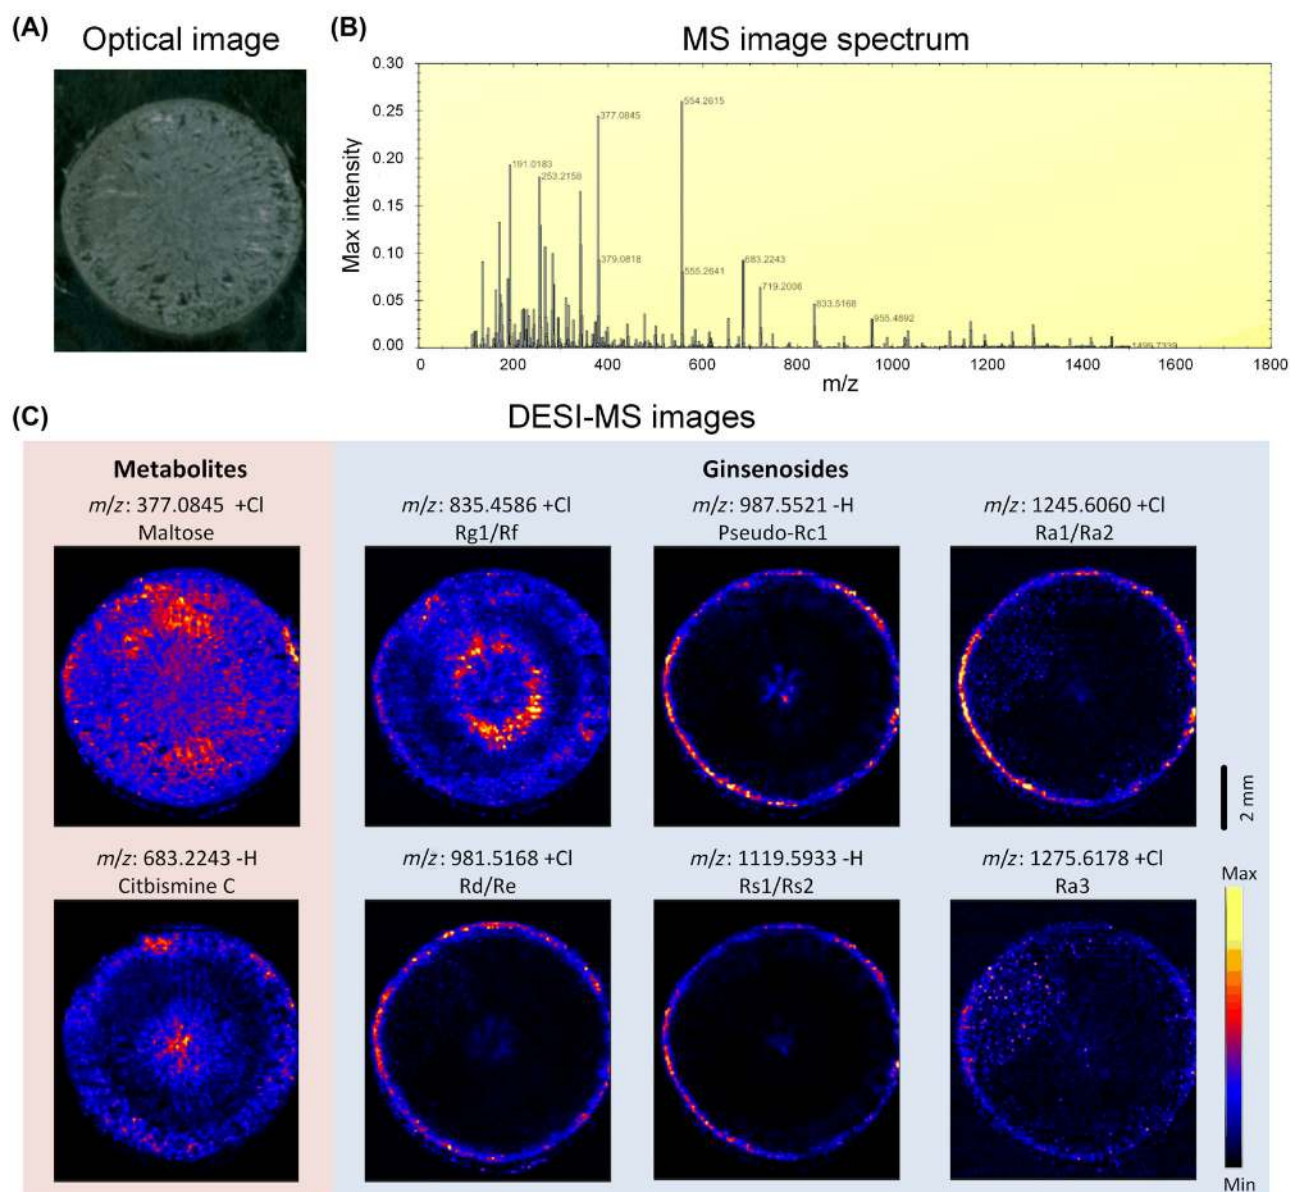 (A)
Optical image
(B)
MS image spectrum
0.30
0.25
0.20
0.15
0.10
0.05
0.00
Max intensity
554.2615
377.0845
191.0183
253.2158
379.0818
555.2641
683.2243
719.2006
833.5168
955.4892
1499.7339
0 200 400 600 800 1000 1200 1400 1600 1800
m/z
(C)
DESI-MS images
Metabolites
Ginsenosides
m/z: 377.0845 +Cl
Maltose
m/z: 835.4586 +Cl
Rg1/Rf
m/z: 987.5521 -H
Pseudo-Rc1
m/z: 1245.6060 +Cl
Ra1/Ra2
2 mm
m/z: 683.2243 -H
Citbismine C
m/z: 981.5168 +Cl
Rd/Re
m/z: 1119.5933 -H
Rs1/Rs2
m/z: 1275.6178 +Cl
Ra3
Max
Min